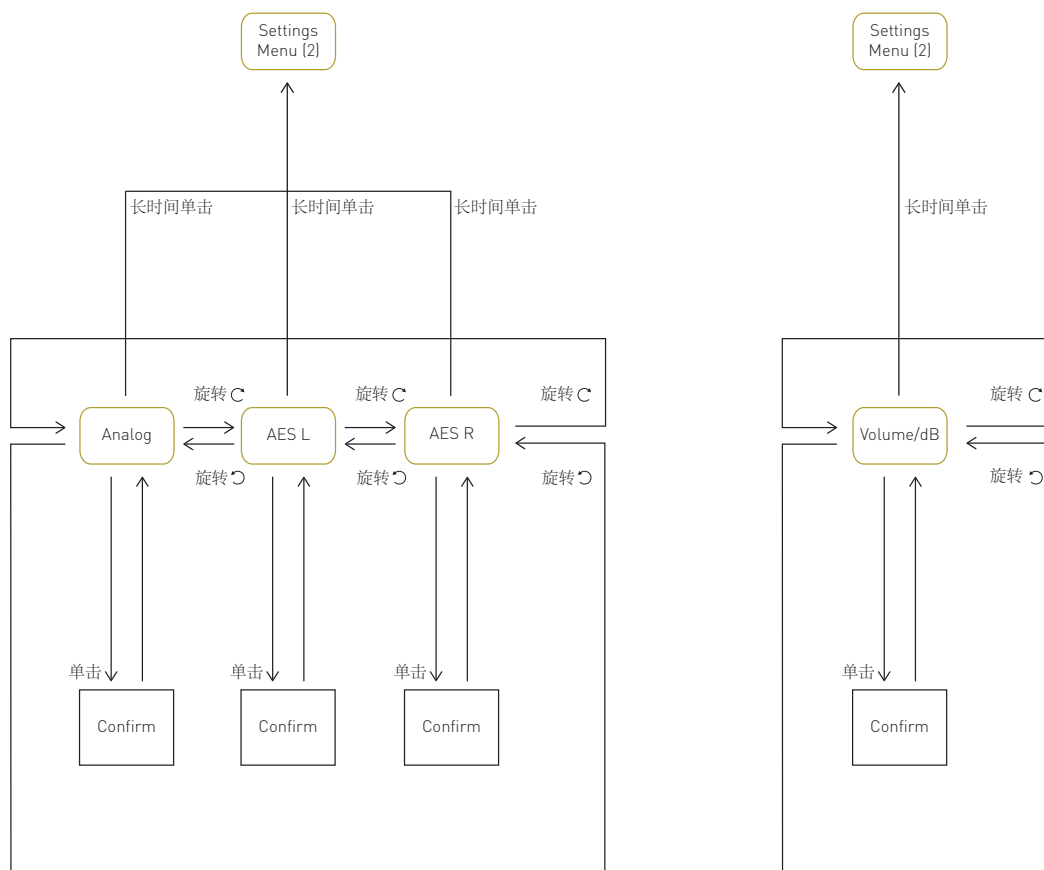 Settings
Menu (2)
Settings
Menu (2)
长时间单击
长时间单击
长时间单击
长时间单击
旋转
旋转
旋转
旋转
Analog
AES L
AES R
Volume/dB
旋转
旋转
旋转
旋转
单击
单击
单击
单击
Confirm
Confirm
Confirm
Confirm